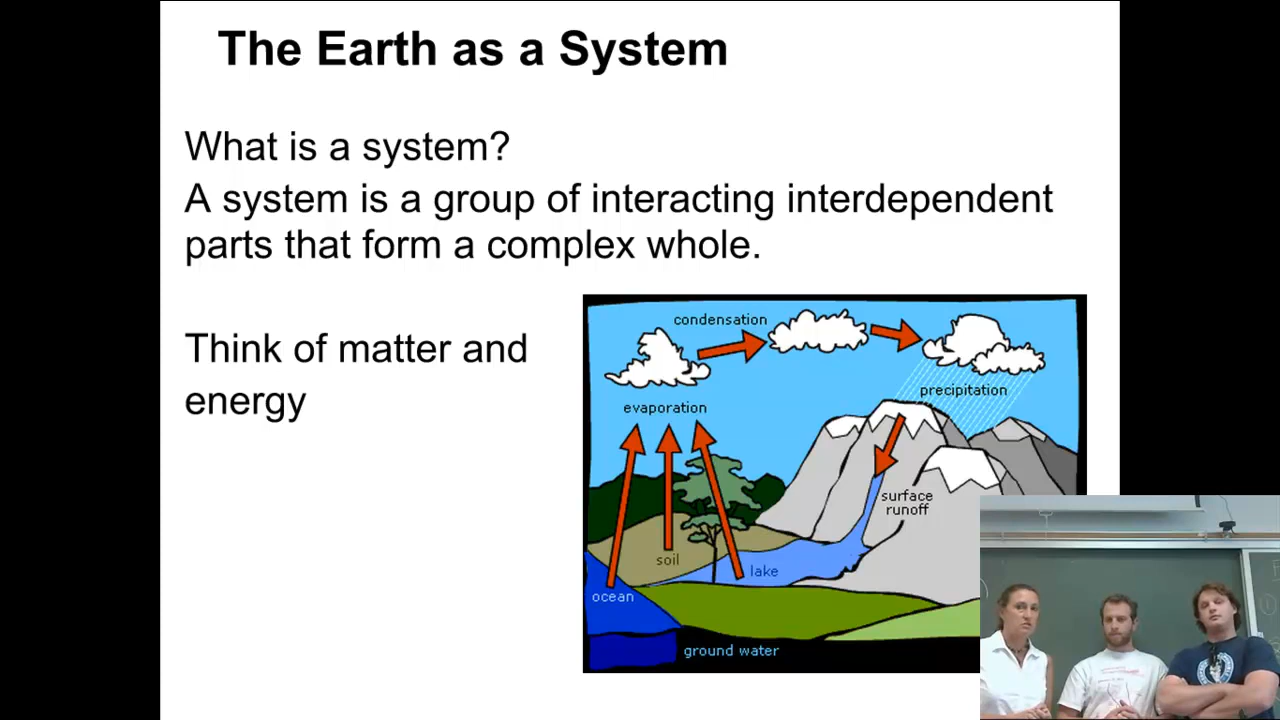 The Earth as a System
What is a system?
A system is a group of interacting interdependent
parts that form a complex whole.
Think of matter and
energy
condensation
precipitation
evaporation
surface
runoff
soil
lake
ocean
ground water